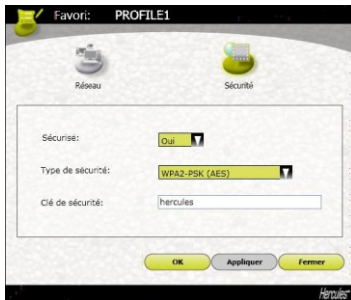 Favori: PROFILE1
Réseau Sécurité
Sécurisé: Oui
Type de sécurité: WPA2-PSK (AES)
Clé de sécurité: hercules
OK Appliquer Fermer
Hercules